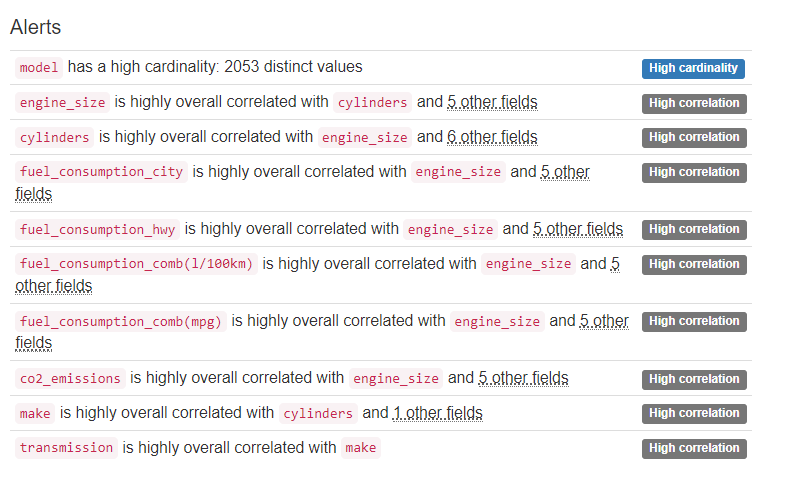 Alerts
model has a high cardinality: 2053 distinct values High cardinality
engine_size is highly overall correlated with cylinders and 5 other fields High correlation
cylinders is highly overall correlated with engine_size and 6 other fields High correlation
fuel_consumption_city is highly overall correlated with engine_size and 5 other High correlation
fields
fuel_consumption_hwy is highly overall correlated with engine_size and 5 other fields High correlation
fuel_consumption_comb(l/100km) is highly overall correlated with engine_size and 5 High correlation
other fields
fuel_consumption_comb(mpg) is highly overall correlated with engine_size and 5 other High correlation
fields
co2_emissions is highly overall correlated with engine_size and 5 other fields High correlation
make is highly overall correlated with cylinders and 1 other fields High correlation
transmission is highly overall correlated with make High correlation